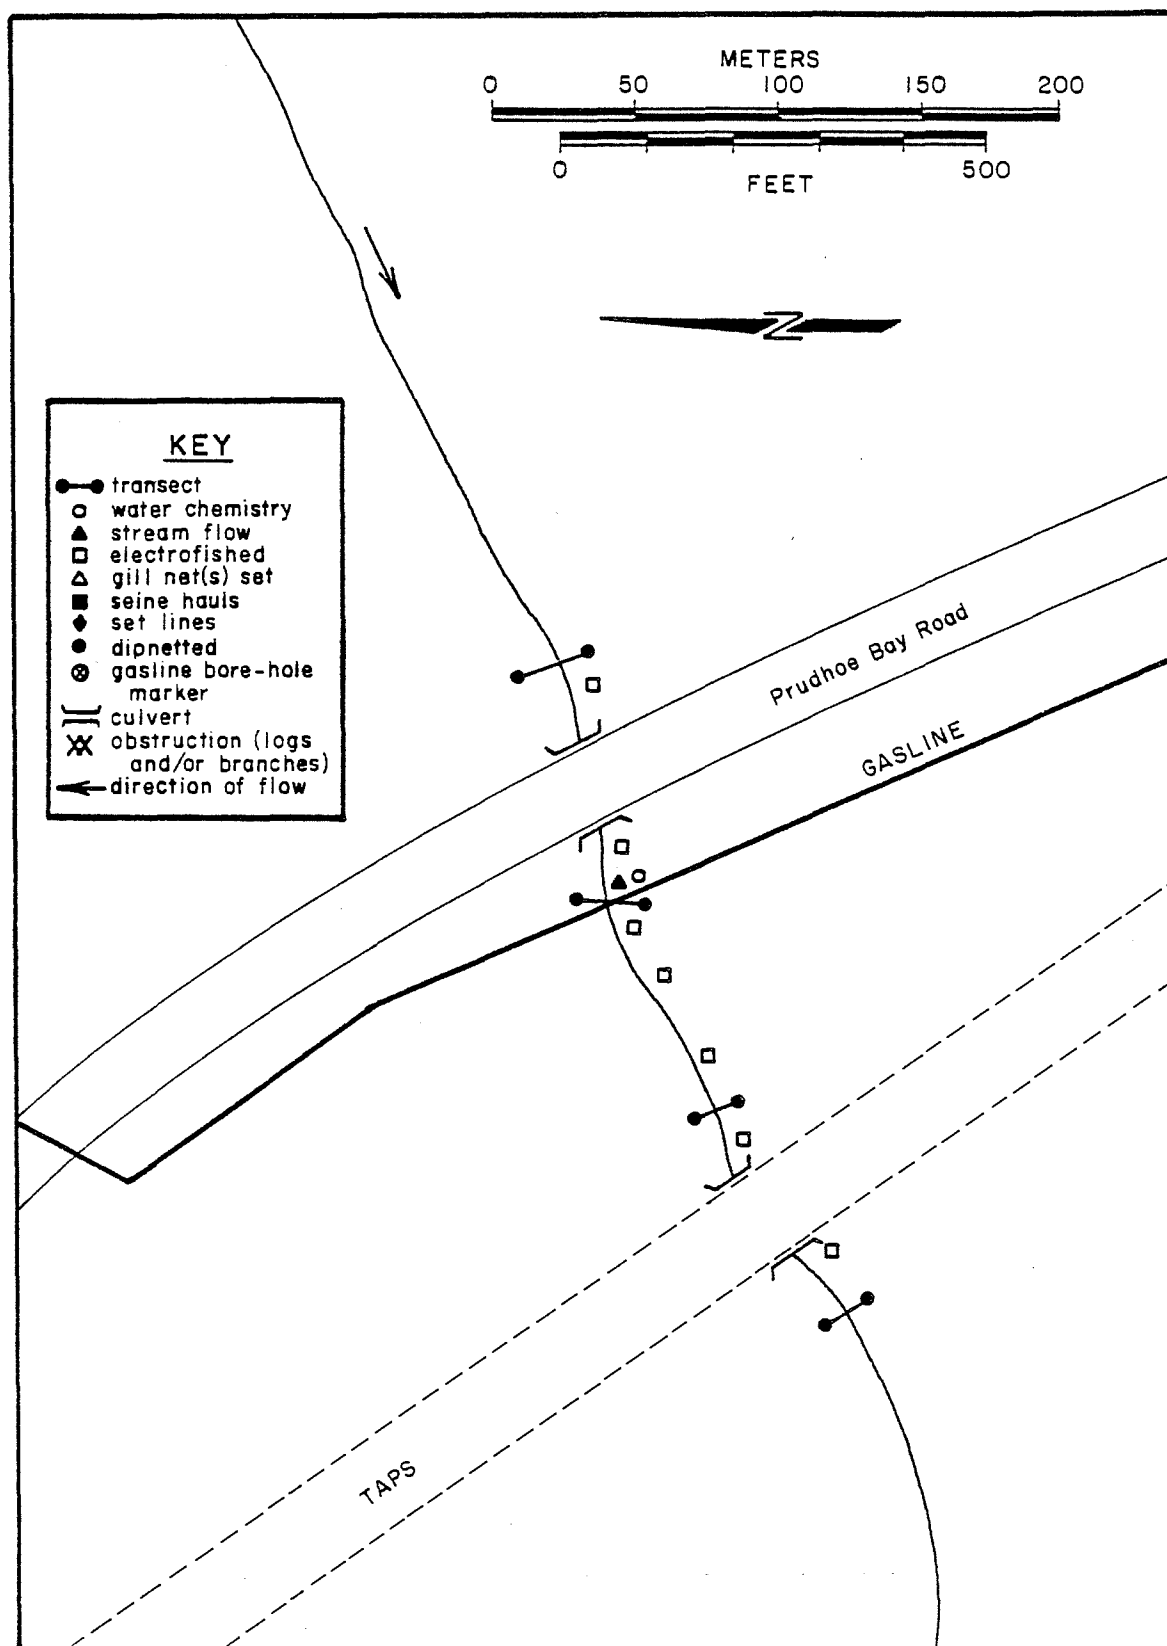 METERS
0 50 100 150 200
0 500
FEET
N
KEY
transect
water chemistry
stream flow
electrofished
gill net(s) set
seine hauls
set lines
dipnetted
gasline bore-hole
marker
culvert
obstruction (logs
and/or branches)
direction of flow
Prudhoe Bay Road
GASLINE
TAPS